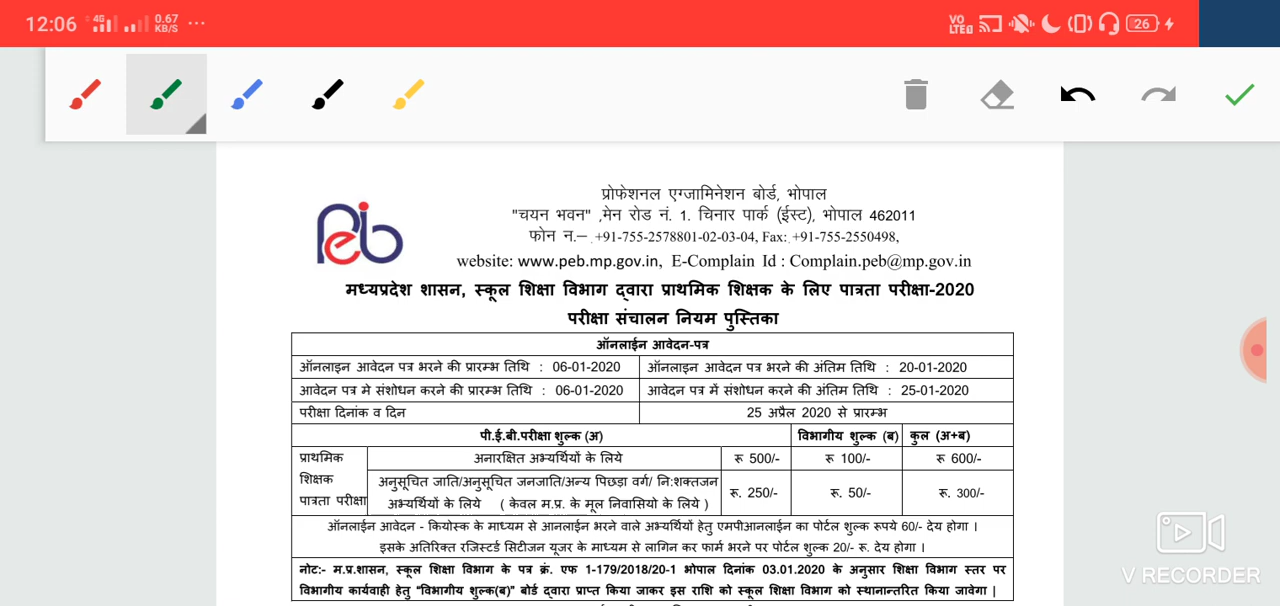 12:06 4G 0.67 KB/S ... VO LTE 26
प्रोफेशनल एग्जामिनेशन बोर्ड, भोपाल
"चयन भवन" ,मेन रोड नं. 1. चिनार पार्क (ईस्ट), भोपाल 462011
फोन न.– . +91-755-2578801-02-03-04, Fax: +91-755-2550498,
Peb
website: www.peb.mp.gov.in, E-Complain Id : Complain.peb@mp.gov.in
मध्यप्रदेश शासन, स्कूल शिक्षा विभाग द्वारा प्राथमिक शिक्षक के लिए पात्रता परीक्षा-2020
परीक्षा संचालन नियम पुस्तिका
ऑनलाईन आवेदन-पत्र
ऑनलाइन आवेदन पत्र भरने की प्रारम्भ तिथि : 06-01-2020 ऑनलाईन आवेदन पत्र भरने की अंतिम तिथि : 20-01-2020
आवेदन पत्र मे संशोधन करने की प्रारम्भ तिथि : 06-01-2020 आवेदन पत्र में संशोधन करने की अंतिम तिथि : 25-01-2020
परीक्षा दिनांक व दिन 25 अप्रैल 2020 से प्रारम्भ
पी.ई.बी.परीक्षा शुल्क (अ) विभागीय शुल्क (ब) कुल (अ+ब)
प्राथमिक शिक्षक पात्रता परीक्षा अनारक्षित अभ्यर्थियों के लिये रू 500/- रू 100/- रू 600/-
अनुसूचित जाति/अनुसूचित जनजाति/अन्य पिछड़ा वर्ग/ नि:शक्तजन रू. 250/- रू. 50/- रू. 300/-
अभ्यर्थियों के लिये ( केवल म.प्र. के मूल निवासियो के लिये )
ऑनलाईन आवेदन - कियोस्क के माध्यम से आनलाईन भरने वाले अभ्यर्थियों हेतु एमपीआनलाईन का पोर्टल शुल्क रूपये 60/- देय होगा ।
इसके अतिरिक्त रजिस्टर्ड सिटीजन यूजर के माध्यम से लागिन कर फार्म भरने पर पोर्टल शुल्क 20/- रू. देय होगा ।
V RECORDER
नोट:- म.प्र.शासन, स्कूल शिक्षा विभाग के पत्र क्रं. एफ 1-179/2018/20-1 भोपाल दिनांक 03.01.2020 के अनुसार शिक्षा विभाग स्तर पर
विभागीय कार्यवाही हेतु "विभागीय शुल्क(ब)" बोर्ड द्वारा प्राप्त किया जाकर इस राशि को स्कूल शिक्षा विभाग को स्थानान्तरित किया जावेगा |